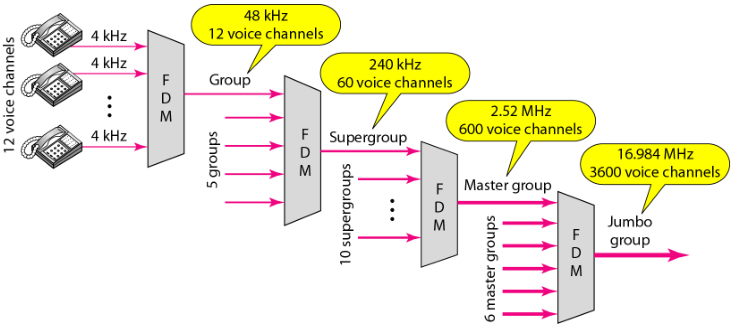 12 voice channels
4 kHz
4 kHz
4 kHz
F
D
M
48 kHz
12 voice channels
Group
5 groups
F
D
M
240 kHz
60 voice channels
Supergroup
10 supergroups
F
D
M
2.52 MHz
600 voice channels
Master group
6 master groups
F
D
M
16.984 MHz
3600 voice channels
Jumbo
group